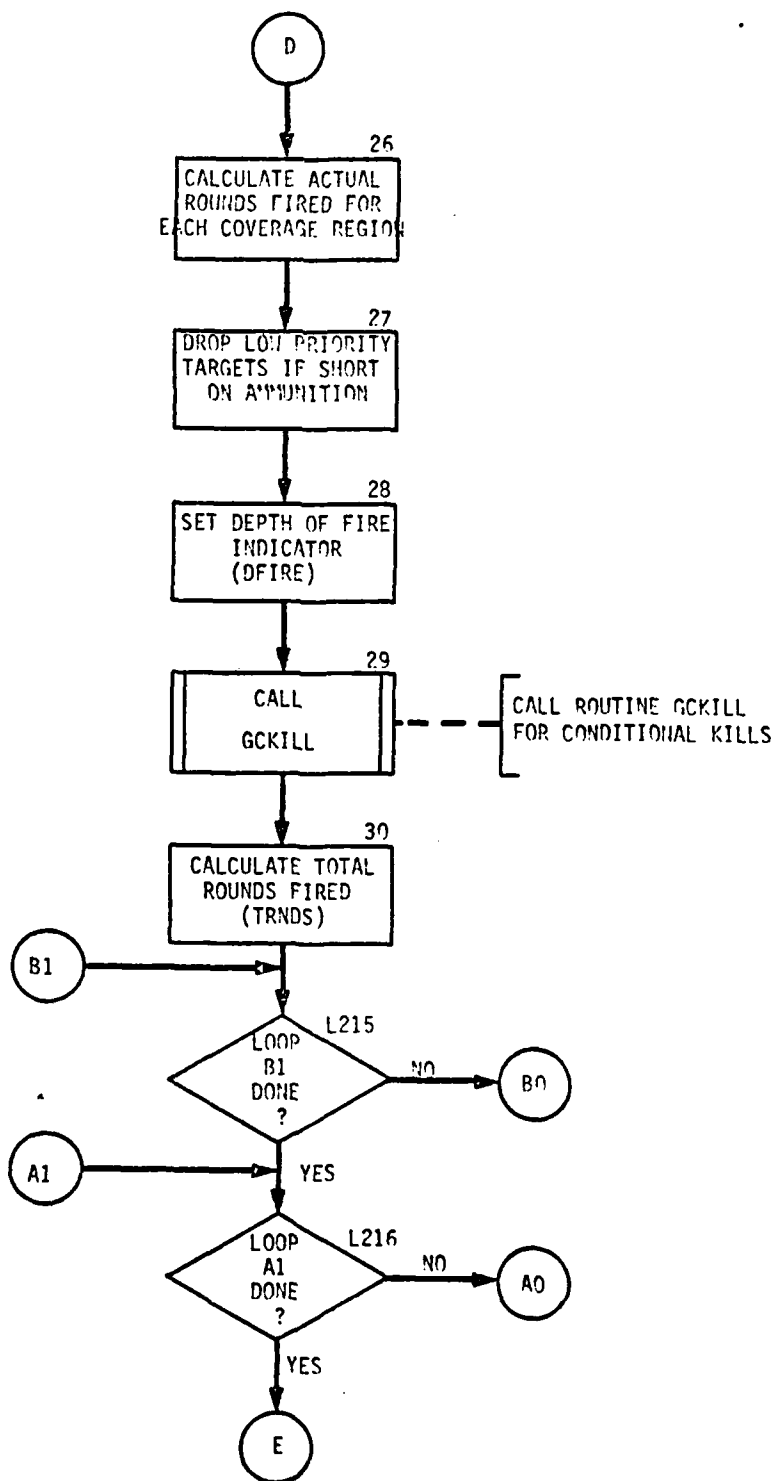 D
26
CALCULATE ACTUAL
ROUNDS FIRED FOR
EACH COVERAGE REGION
27
DROP LOW PRIORITY
TARGETS IF SHORT
ON AMMUNITION
28
SET DEPTH OF FIRE
INDICATOR
(DFIRE)
29
CALL
GCKILL
CALL ROUTINE GCKILL
FOR CONDITIONAL KILLS
30
CALCULATE TOTAL
ROUNDS FIRED
(TRNDS)
B1
L215
LOOP
B1
DONE
?
NO
B0
A1
YES
L216
LOOP
A1
DONE
?
NO
A0
YES
E